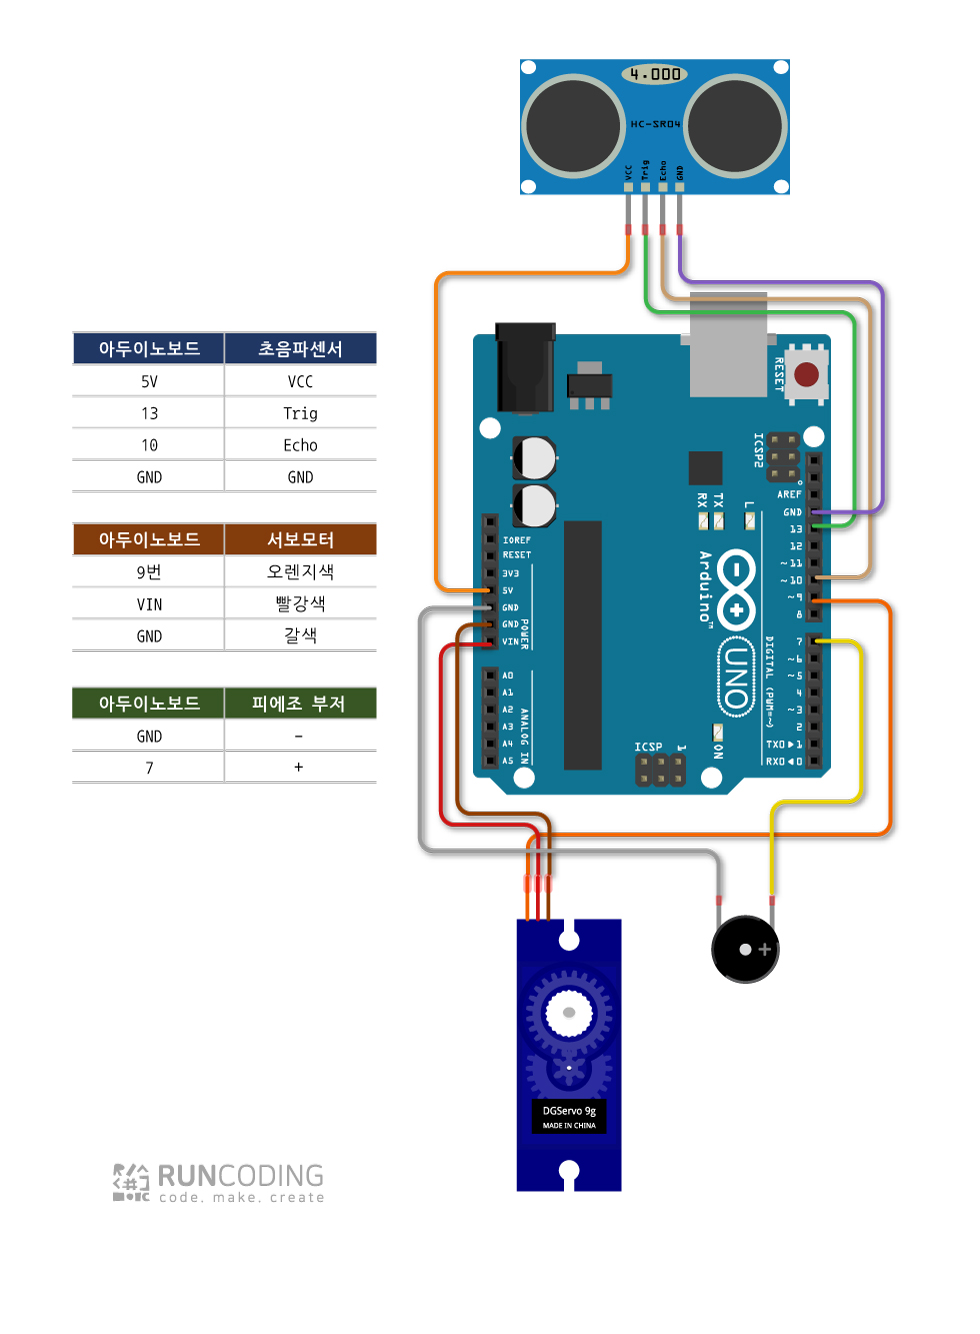 4.000
HC-SR04
VCC
Trig
Echo
GND
아두이노보드 초음파센서
5V VCC
13 Trig
10 Echo
GND GND
아두이노보드 서보모터
9번 오렌지색
VIN 빨강색
GND 갈색
아두이노보드 피에조 부저
GND -
7 +
RESET
ICSP2
AREF
GND
13
12
~11
~10
~9
8
7
~6
~5
4
~3
2
TX0▶1
RX0◀0
DIGITAL (PWM=~)
RX
TX
L
Arduino™
UNO
ON
ICSP
1
IOREF
RESET
3V3
5V
GND
GND
VIN
POWER
A0
A1
A2
A3
A4
A5
ANALOG IN
+
DGServo 9g
MADE IN CHINA
RUNCODING
code. make. create